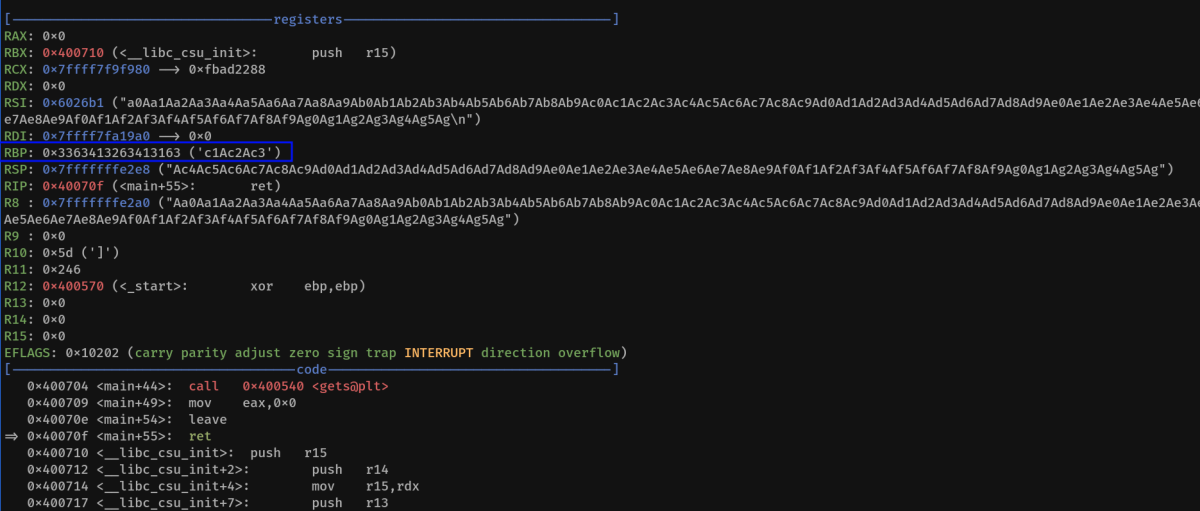 [—registers—]
RAX: 0x0
RBX: 0x400710 (<__libc_csu_init>: push r15)
RCX: 0x7ffff7f9f980 —> 0xfbad2288
RDX: 0x0
RSI: 0x6026b1 ("a0Aa1Aa2Aa3Aa4Aa5Aa6Aa7Aa8Aa9Ab0Ab1Ab2Ab3Ab4Ab5Ab6Ab7Ab8Ab9Ac0Ac1Ac2Ac3Ac4Ac5Ac6Ac7Ac8Ac9Ad0Ad1Ad2Ad3Ad4Ad5Ad6Ad7Ad8Ad9Ae0Ae1Ae2Ae3Ae4Ae5Ae6A
e7Ae8Ae9Af0Af1Af2Af3Af4Af5Af6Af7Af8Af9Ag0Ag1Ag2Ag3Ag4Ag5Ag\n")
RDI: 0x7ffff7fa19a0 —> 0x0
RBP: 0x3363413263413163 ('c1Ac2Ac3')
RSP: 0x7fffffffe2e8 ("Ac4Ac5Ac6Ac7Ac8Ac9Ad0Ad1Ad2Ad3Ad4Ad5Ad6Ad7Ad8Ad9Ae0Ae1Ae2Ae3Ae4Ae5Ae6Ae7Ae8Ae9Af0Af1Af2Af3Af4Af5Af6Af7Af8Af9Ag0Ag1Ag2Ag3Ag4Ag5Ag")
RIP: 0x40070f (<main+55>: ret)
R8 : 0x7fffffffe2a0 ("Aa0Aa1Aa2Aa3Aa4Aa5Aa6Aa7Aa8Aa9Ab0Ab1Ab2Ab3Ab4Ab5Ab6Ab7Ab8Ab9Ac0Ac1Ac2Ac3Ac4Ac5Ac6Ac7Ac8Ac9Ad0Ad1Ad2Ad3Ad4Ad5Ad6Ad7Ad8Ad9Ae0Ae1Ae2Ae3Ae
Ae5Ae6Ae7Ae8Ae9Af0Af1Af2Af3Af4Af5Af6Af7Af8Af9Ag0Ag1Ag2Ag3Ag4Ag5Ag")
R9 : 0x0
R10: 0x5d (']')
R11: 0x246
R12: 0x400570 (<_start>: xor ebp,ebp)
R13: 0x0
R14: 0x0
R15: 0x0
EFLAGS: 0x10202 (carry parity adjust zero sign trap INTERRUPT direction overflow)
[—code—]
0x400704 <main+44>: call 0x400540 <gets@plt>
0x400709 <main+49>: mov eax,0x0
0x40070e <main+54>: leave
=> 0x40070f <main+55>: ret
0x400710 <__libc_csu_init>: push r15
0x400712 <__libc_csu_init+2>: push r14
0x400714 <__libc_csu_init+4>: mov r15,rdx
0x400717 <__libc_csu_init+7>: push r13